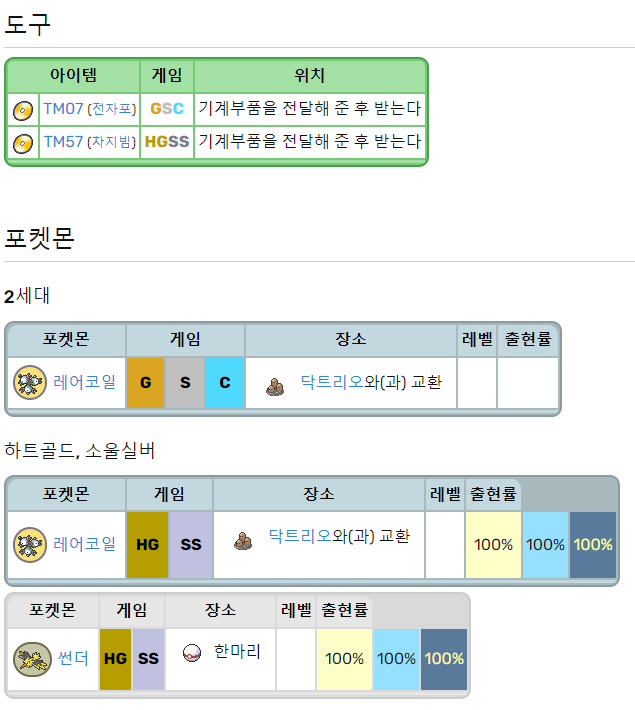 도구
아이템 게임 위치
TM07 (전자포) GSC 기계부품을 전달해 준 후 받는다
TM57 (차지빔) HGSS 기계부품을 전달해 준 후 받는다
포켓몬
2세대
포켓몬 게임 장소 레벨 출현률
레어코일 G S C 닥트리오와(과) 교환
하트골드, 소울실버
포켓몬 게임 장소 레벨 출현률
레어코일 HG SS 닥트리오와(과) 교환 100% 100% 100%
포켓몬 게임 장소 레벨 출현률
썬더 HG SS 한마리 100% 100% 100%